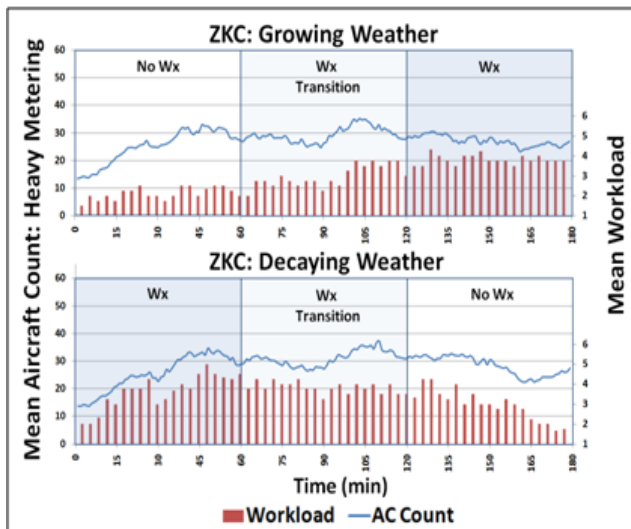 ZKC: Growing Weather
No Wx
Wx
Transition
Wx
60
50
40
30
20
10
0
6
5
4
3
2
1
0 15 30 45 60 75 90 105 120 135 150 165 180
Mean Aircraft Count: Heavy Metering
Mean Workload
ZKC: Decaying Weather
Wx
Wx
Transition
No Wx
60
50
40
30
20
10
0
6
5
4
3
2
1
0 15 30 45 60 75 90 105 120 135 150 165 180
Time (min)
Workload AC Count